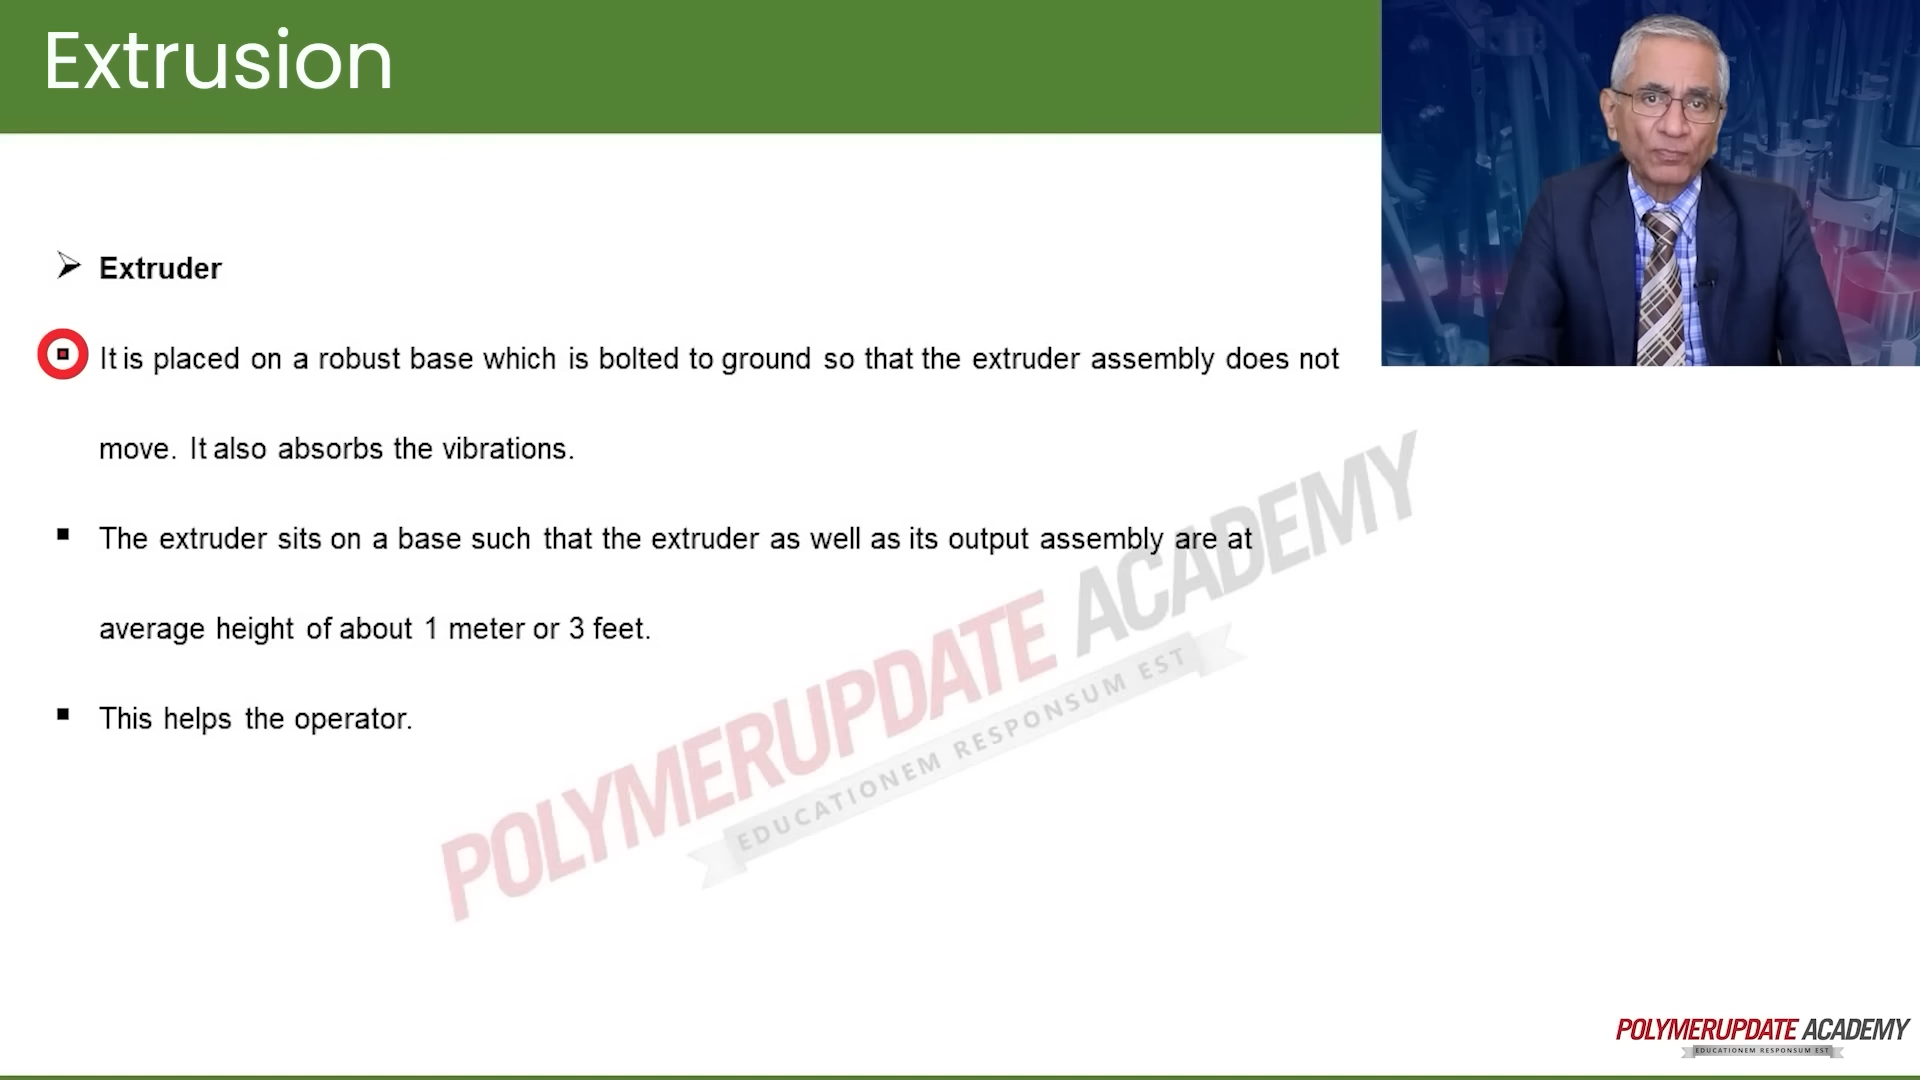 Extrusion
Extruder
It is placed on a robust base which is bolted to ground so that the extruder assembly does not
move. It also absorbs the vibrations.
The extruder sits on a base such that the extruder as well as its output assembly are at
average height of about 1 meter or 3 feet.
This helps the operator.
POLYMERUPDATE ACADEMY
EDUCATIONEM RESPONSUM EST
POLYMERUPDATE ACADEMY
EDUCATIONEM RESPONSUM EST